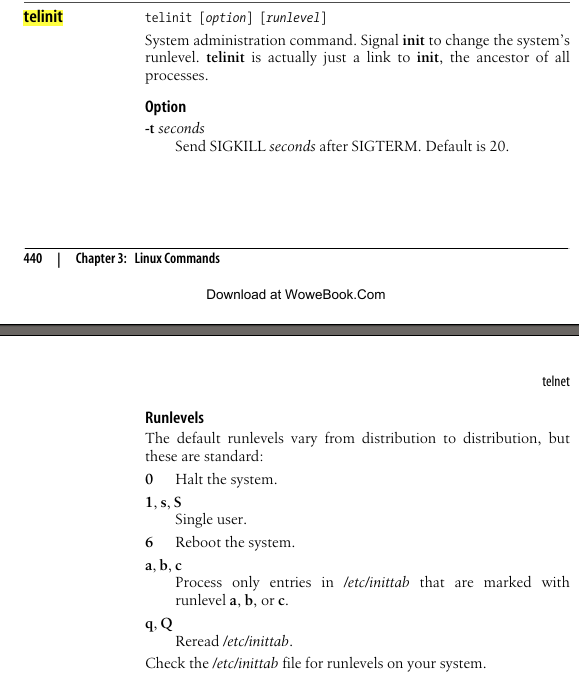 telinit
telinit [option] [runlevel]
System administration command. Signal init to change the system’s
runlevel. telinit is actually just a link to init, the ancestor of all
processes.
Option
-t seconds
Send SIGKILL seconds after SIGTERM. Default is 20.
440 | Chapter 3: Linux Commands
Download at WoweBook.Com
telnet
Runlevels
The default runlevels vary from distribution to distribution, but
these are standard:
0 Halt the system.
1, s, S
Single user.
6 Reboot the system.
a, b, c
Process only entries in /etc/inittab that are marked with
runlevel a, b, or c.
q, Q
Reread /etc/inittab.
Check the /etc/inittab file for runlevels on your system.